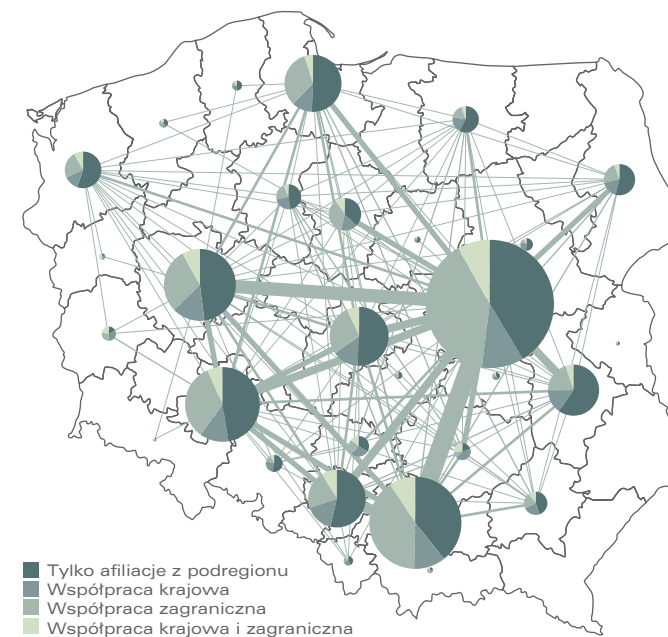 Tylko afiliacje z podregionu
Współpraca krajowa
Współpraca zagraniczna
Współpraca krajowa i zagraniczna